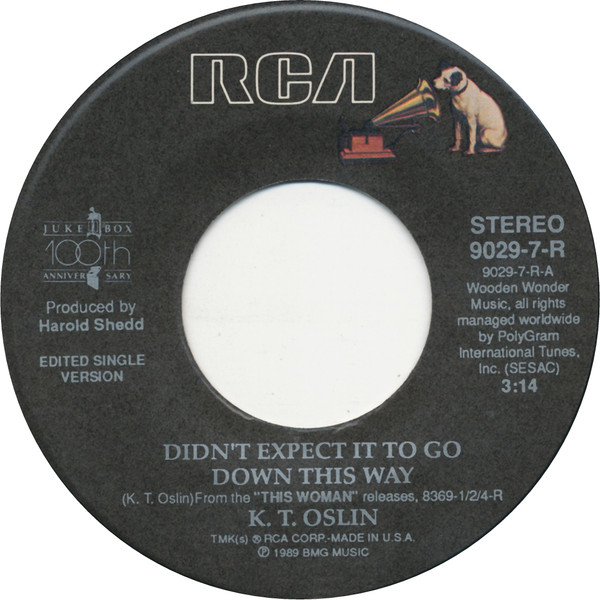 RCA
JUKE BOX
100th
ANNIVERSARY
Produced by
Harold Shedd
EDITED SINGLE
VERSION
STEREO
9029-7-R
9029-7-R-A
Wooden Wonder
Music, all rights
managed worldwide
by PolyGram
International Tunes,
Inc. (SESAC)
3:14
DIDN'T EXPECT IT TO GO
DOWN THIS WAY
(K. T. Oslin)From the "THIS WOMAN" releases, 8369-1/2/4-R
K. T. OSLIN
TMK(s) ® RCA CORP.-MADE IN U.S.A.
℗ 1989 BMG MUSIC